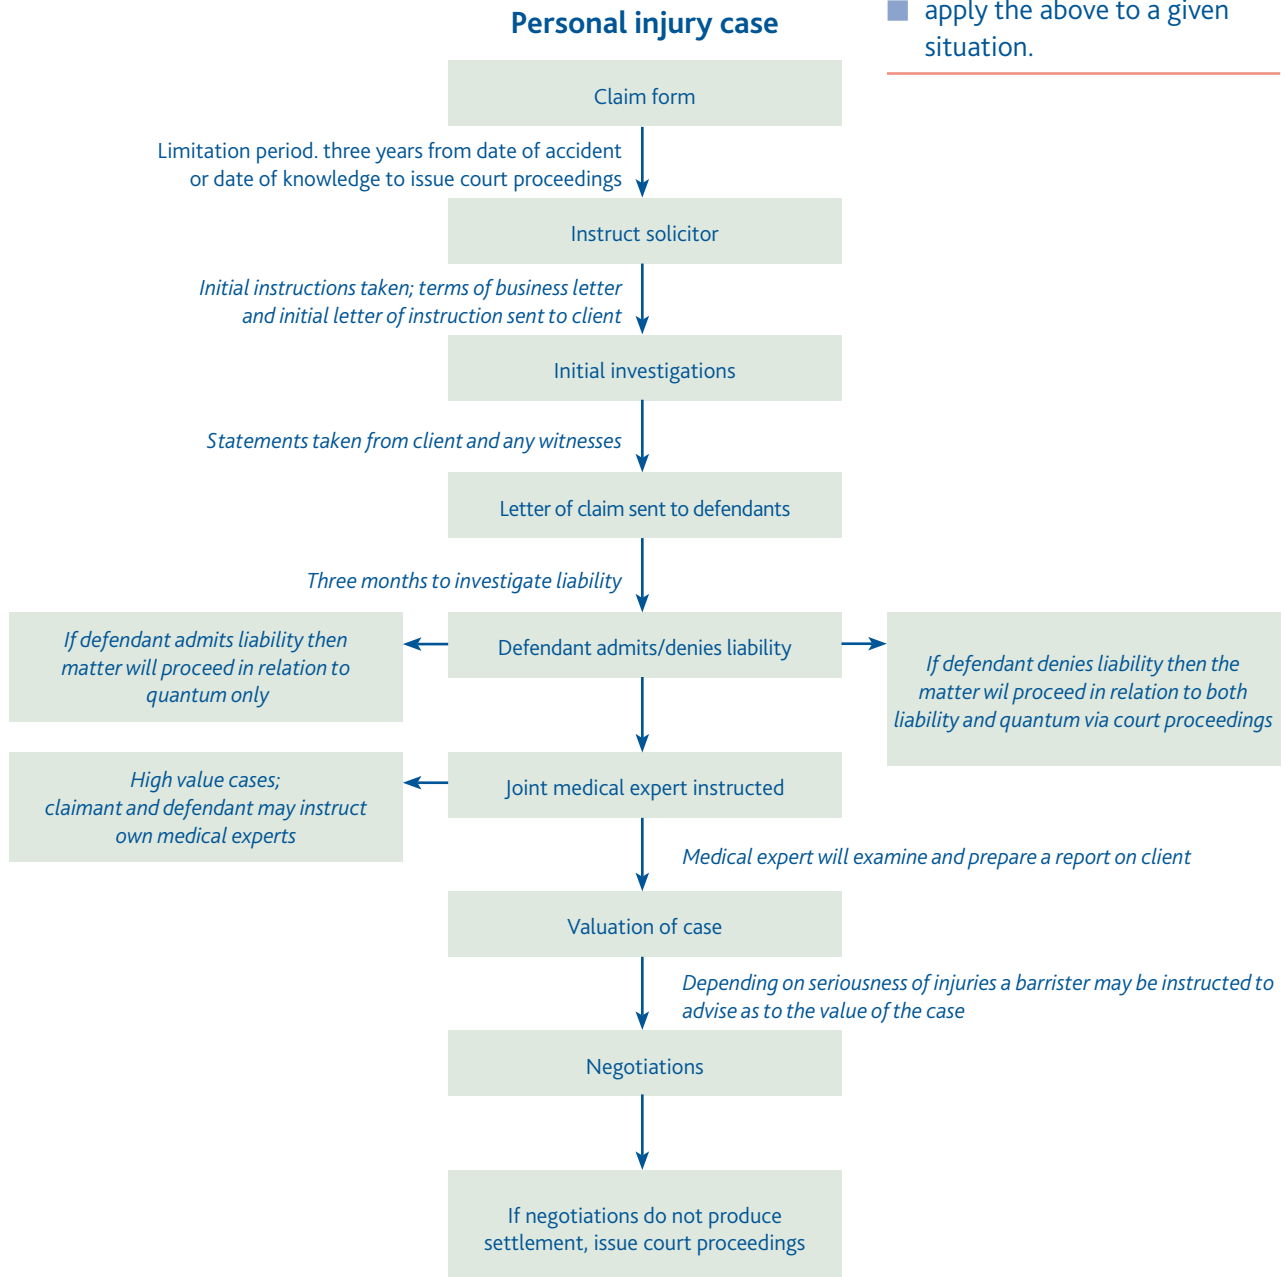 Personal injury case
apply the above to a given
situation.
Claim form
Limitation period. three years from date of accident
or date of knowledge to issue court proceedings
Instruct solicitor
Initial instructions taken; terms of business letter
and initial letter of instruction sent to client
Initial investigations
Statements taken from client and any witnesses
Letter of claim sent to defendants
Three months to investigate liability
If defendant admits liability then
matter will proceed in relation to
quantum only
Defendant admits/denies liability
If defendant denies liability then the
matter wil proceed in relation to both
liability and quantum via court proceedings
High value cases;
claimant and defendant may instruct
own medical experts
Joint medical expert instructed
Medical expert will examine and prepare a report on client
Valuation of case
Depending on seriousness of injuries a barrister may be instructed to
advise as to the value of the case
Negotiations
If negotiations do not produce
settlement, issue court proceedings